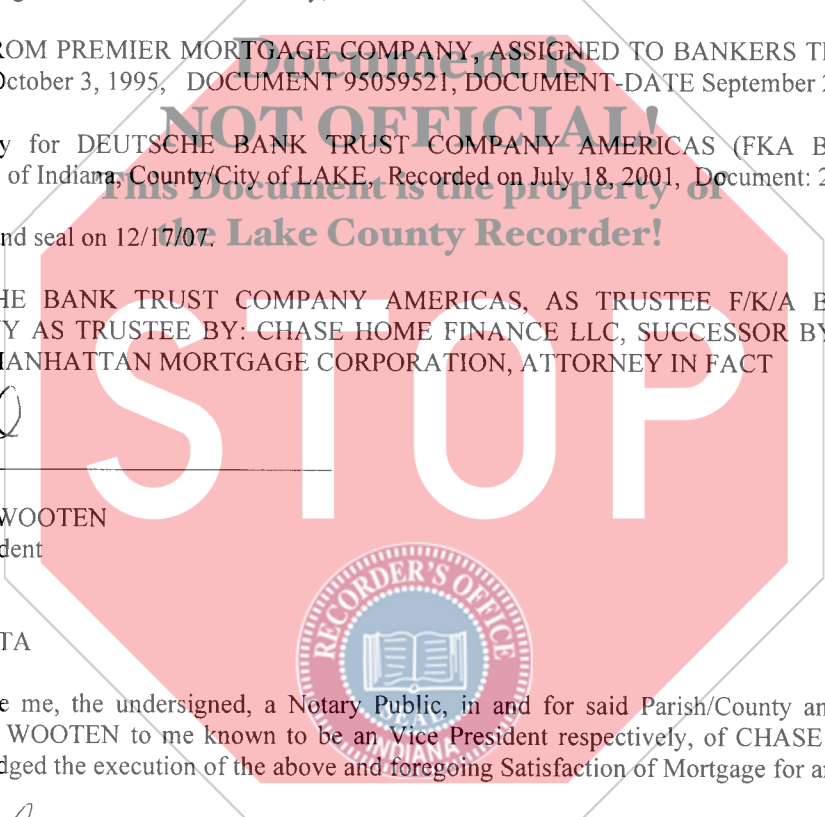 ROM PREMIER MORTGAGE COMPANY, ASSIGNED TO BANKERS
October 3, 1995, DOCUMENT 95059521, DOCUMENT-DATE September
Document is
NOT OFFICIAL!
This Document is the property of
the Lake County Recorder!
y for DEUTSCHE BANK TRUST COMPANY AMERICAS (FKA B
of Indiana, County/City of LAKE, Recorded on July 18, 2001, Document: 2
nd seal on 12/17/07.
HE BANK TRUST COMPANY AMERICAS, AS TRUSTEE F/K/A B
Y AS TRUSTEE BY: CHASE HOME FINANCE LLC, SUCCESSOR BY
MANHATTAN MORTGAGE CORPORATION, ATTORNEY IN FACT
STOP
WOOTEN
dent
TA
RECORDER'S OFFICE
SEAL
INDIANA
e me, the undersigned, a Notary Public, in and for said Parish/County an
WOOTEN to me known to be an Vice President respectively, of CHASE
dged the execution of the above and foregoing Satisfaction of Mortgage for